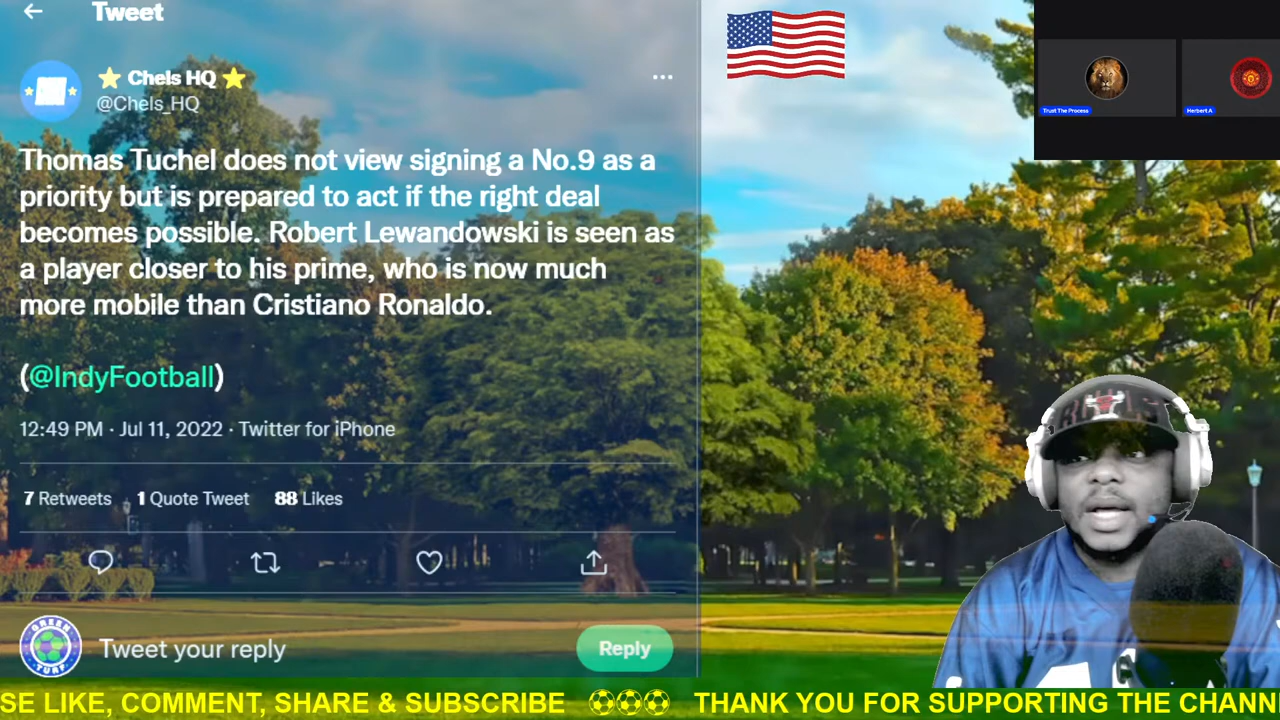 Tweet
Chels HQ
@Chels_HQ
Thomas Tuchel does not view signing a No.9 as a
priority but is prepared to act if the right deal
becomes possible. Robert Lewandowski is seen as
a player closer to his prime, who is now much
more mobile than Cristiano Ronaldo.
(@IndyFootball)
12:49 PM · Jul 11, 2022 · Twitter for iPhone
7 Retweets 1 Quote Tweet 88 Likes
GREEN
TURF
Tweet your reply
Reply
Trust The Process
Herbert A
SE LIKE, COMMENT, SHARE & SUBSCRIBE ⚽⚽⚽ THANK YOU FOR SUPPORTING THE CHANN